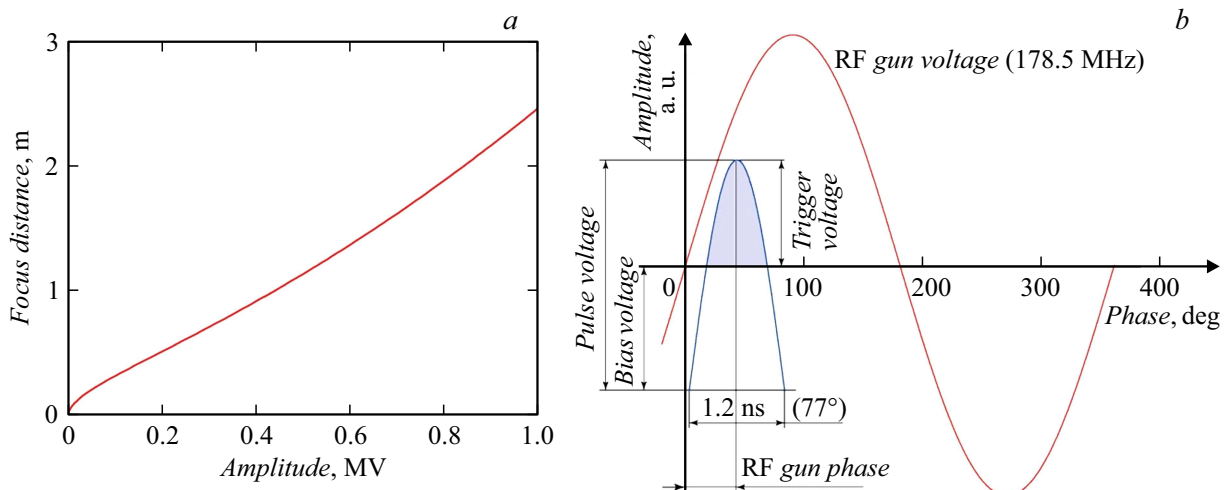 a
3
2
1
0
Focus distance, m
0 0.2 0.4 0.6 0.8 1.0
Amplitude, MV
b
Amplitude,
a. u.
RF gun voltage (178.5 MHz)
Pulse voltage
Bias voltage
Trigger
voltage
0 100 200 300 400
Phase, deg
1.2 ns (77°)
RF gun phase